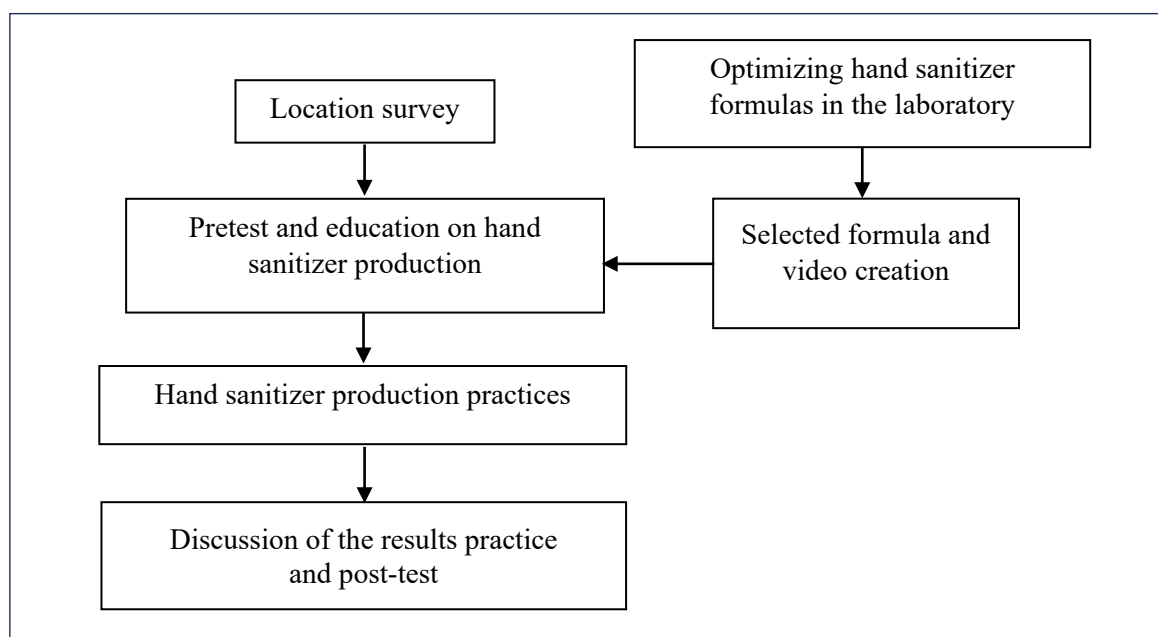 Location survey
Optimizing hand sanitizer
formulas in the laboratory
Pretest and education on hand
sanitizer production
Selected formula and
video creation
Hand sanitizer production practices
Discussion of the results practice
and post-test